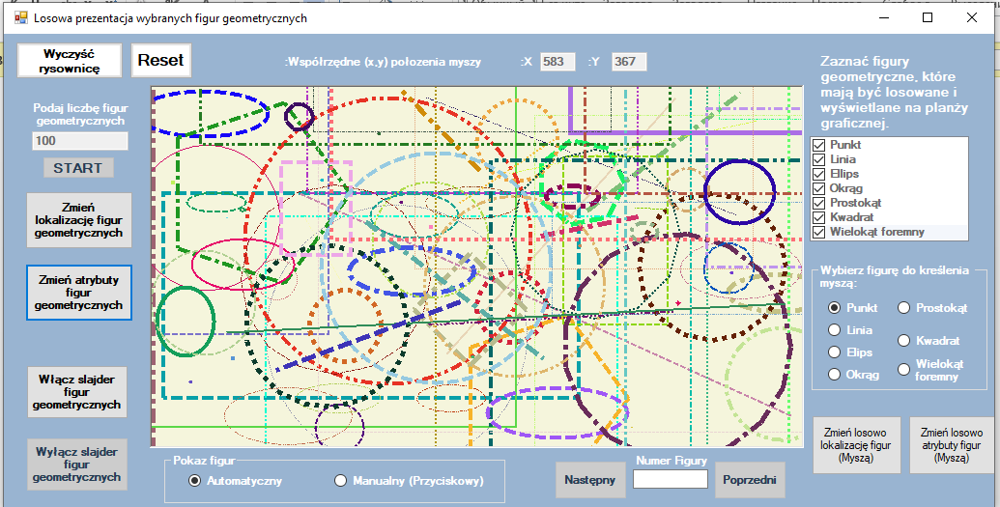 Losowa prezentacja wybranych figur geometrycznych
Wyczyść
rysownicę
Reset
:Współrzędne (x,y) położenia myszy
:X
583
:Y
367
Podaj liczbę figur
geometrycznych
100
START
Zmień
lokalizację figur
geometrycznych
Zmień atrybuty
figur
geometrycznych
Włącz slajder
figur
geometrycznych
Wyłącz slajder
figur
geometrycznych
Zaznać figury
geometryczne, które
mają być losowane i
wyświetlane na planży
graficznej.
Punkt
Linia
Ellips
Okrąg
Prostokąt
Kwadrat
Wielokąt foremny
Wybierz figurę do kreślenia
myszą:
Punkt
Prostokąt
Linia
Kwadrat
Elips
Wielokąt
foremny
Okrąg
Zmień losowo
lokalizację figur
(Myszą)
Zmień losowo
atrybuty figur
(Myszą)
Pokaz figur
Automatyczny
Manualny (Przyciskowy)
Następny
Numer Figury
Poprzedni